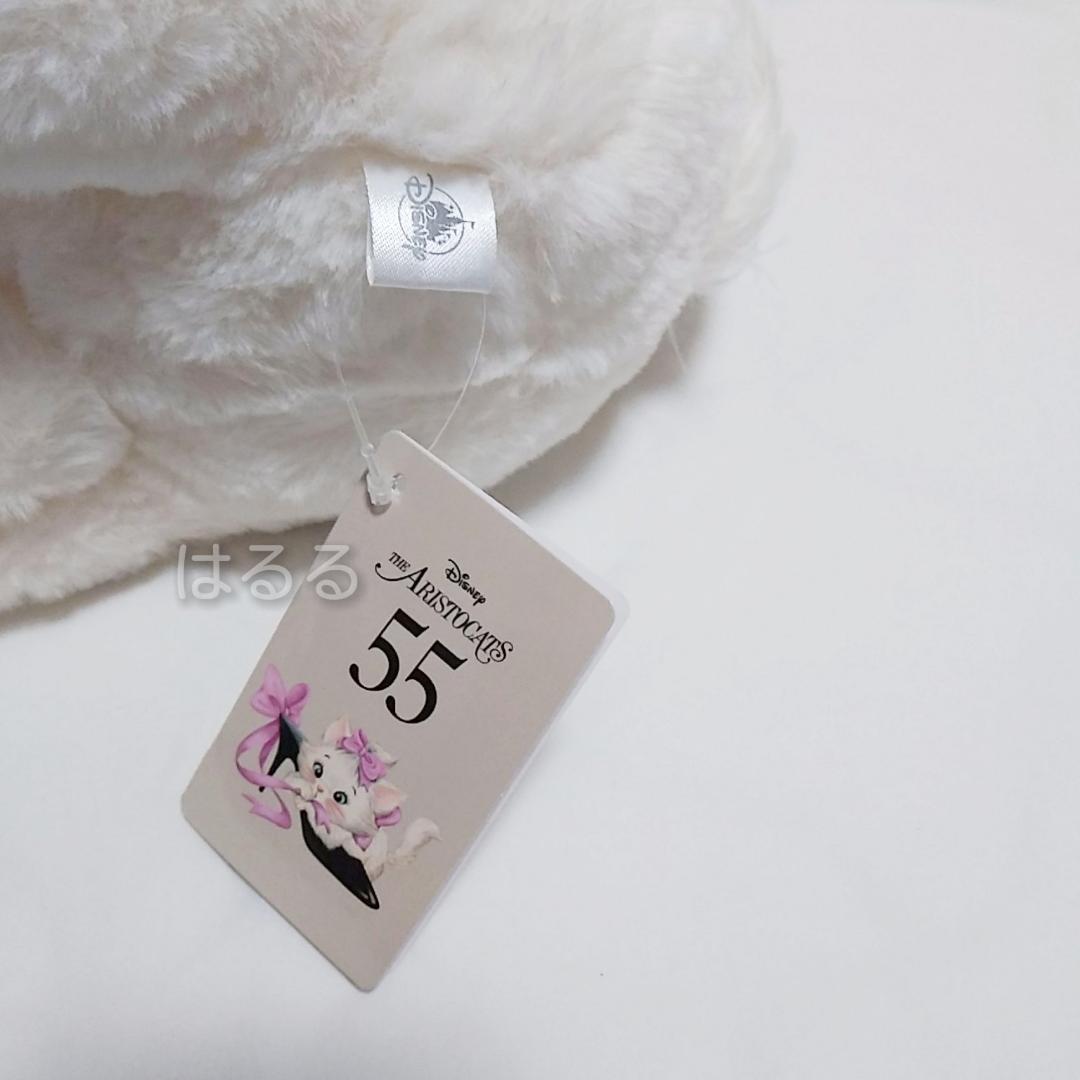 Disney
はるる
Disney
THE ARISTOCATS
55